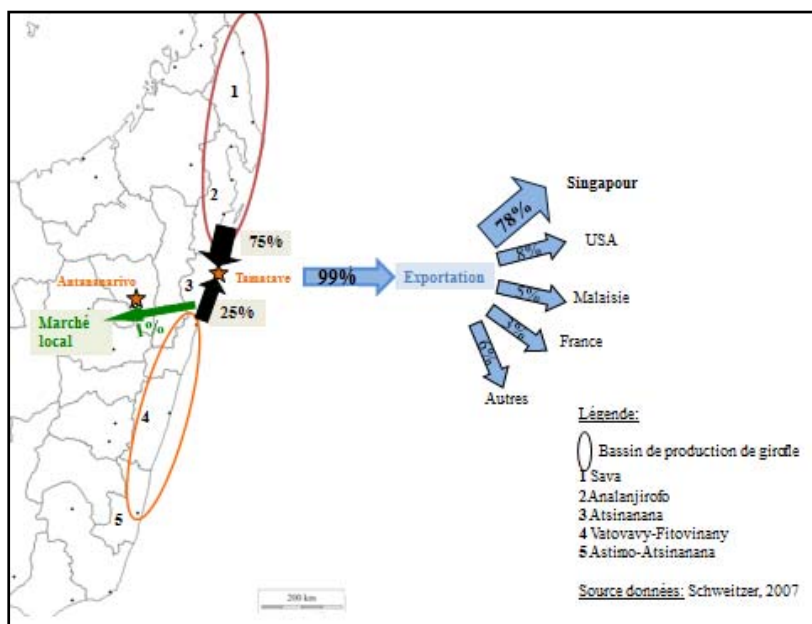 1
2
75%
3
Tamatave
Antananarivo
25%
Marché
local
1%
99%
Exportation
78%
Singapour
8%
USA
5%
Malaisie
3%
France
6%
Autres
4
5
200 km
Légende:
Bassin de production de girofle
1 Sava
2 Analanjirofo
3 Atsinanana
4 Vatovavy-Fitovinany
5 Astimo-Atsinanana
Source données: Schweitzer, 2007